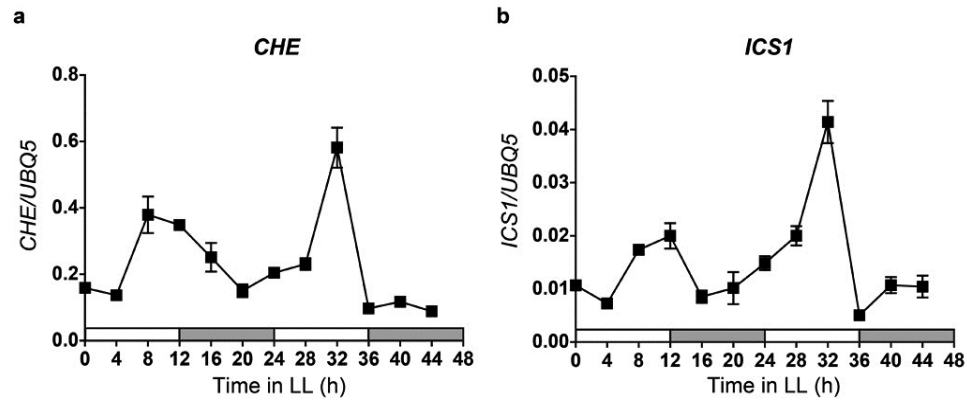 a
CHE
CHE/UBQ5
0.8
0.6
0.4
0.2
0.0
0 4 8 12 16 20 24 28 32 36 40 44 48
Time in LL (h)
b
ICS1
ICS1/UBQ5
0.05
0.04
0.03
0.02
0.01
0.00
0 4 8 12 16 20 24 28 32 36 40 44 48
Time in LL (h)